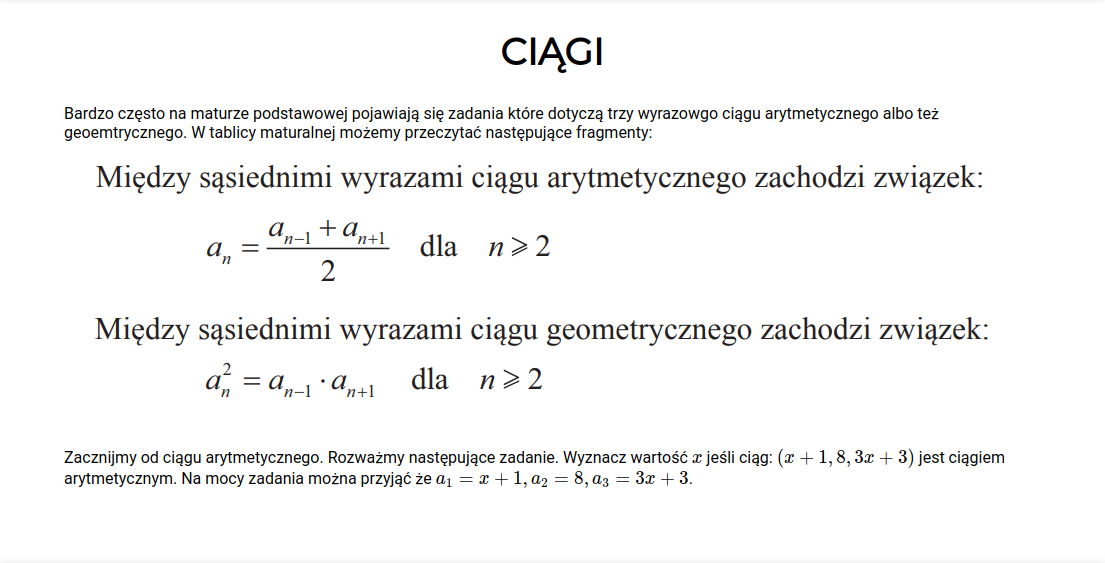 CIĄGI
Bardzo często na maturze podstawowej pojawiają się zadania które dotyczą trzy wyrazowgo ciągu arytmetycznego albo też
geoemtrycznego. W tablicy maturalnej możemy przeczytać następujące fragmenty:
Między sąsiednimi wyrazami ciągu arytmetycznego zachodzi związek:
$a_n = \frac{a_{n-1} + a_{n+1}}{2}$ dla $n \geqslant 2$
Między sąsiednimi wyrazami ciągu geometrycznego zachodzi związek:
$a_n^2 = a_{n-1} \cdot a_{n+1}$ dla $n \geqslant 2$
Zacznijmy od ciągu arytmetycznego. Rozważmy następujące zadanie. Wyznacz wartość $x$ jeśli ciąg: $(x + 1, 8, 3x + 3)$ jest ciągiem
arytmetycznym. Na mocy zadania można przyjąć że $a_1 = x + 1, a_2 = 8, a_3 = 3x + 3$.